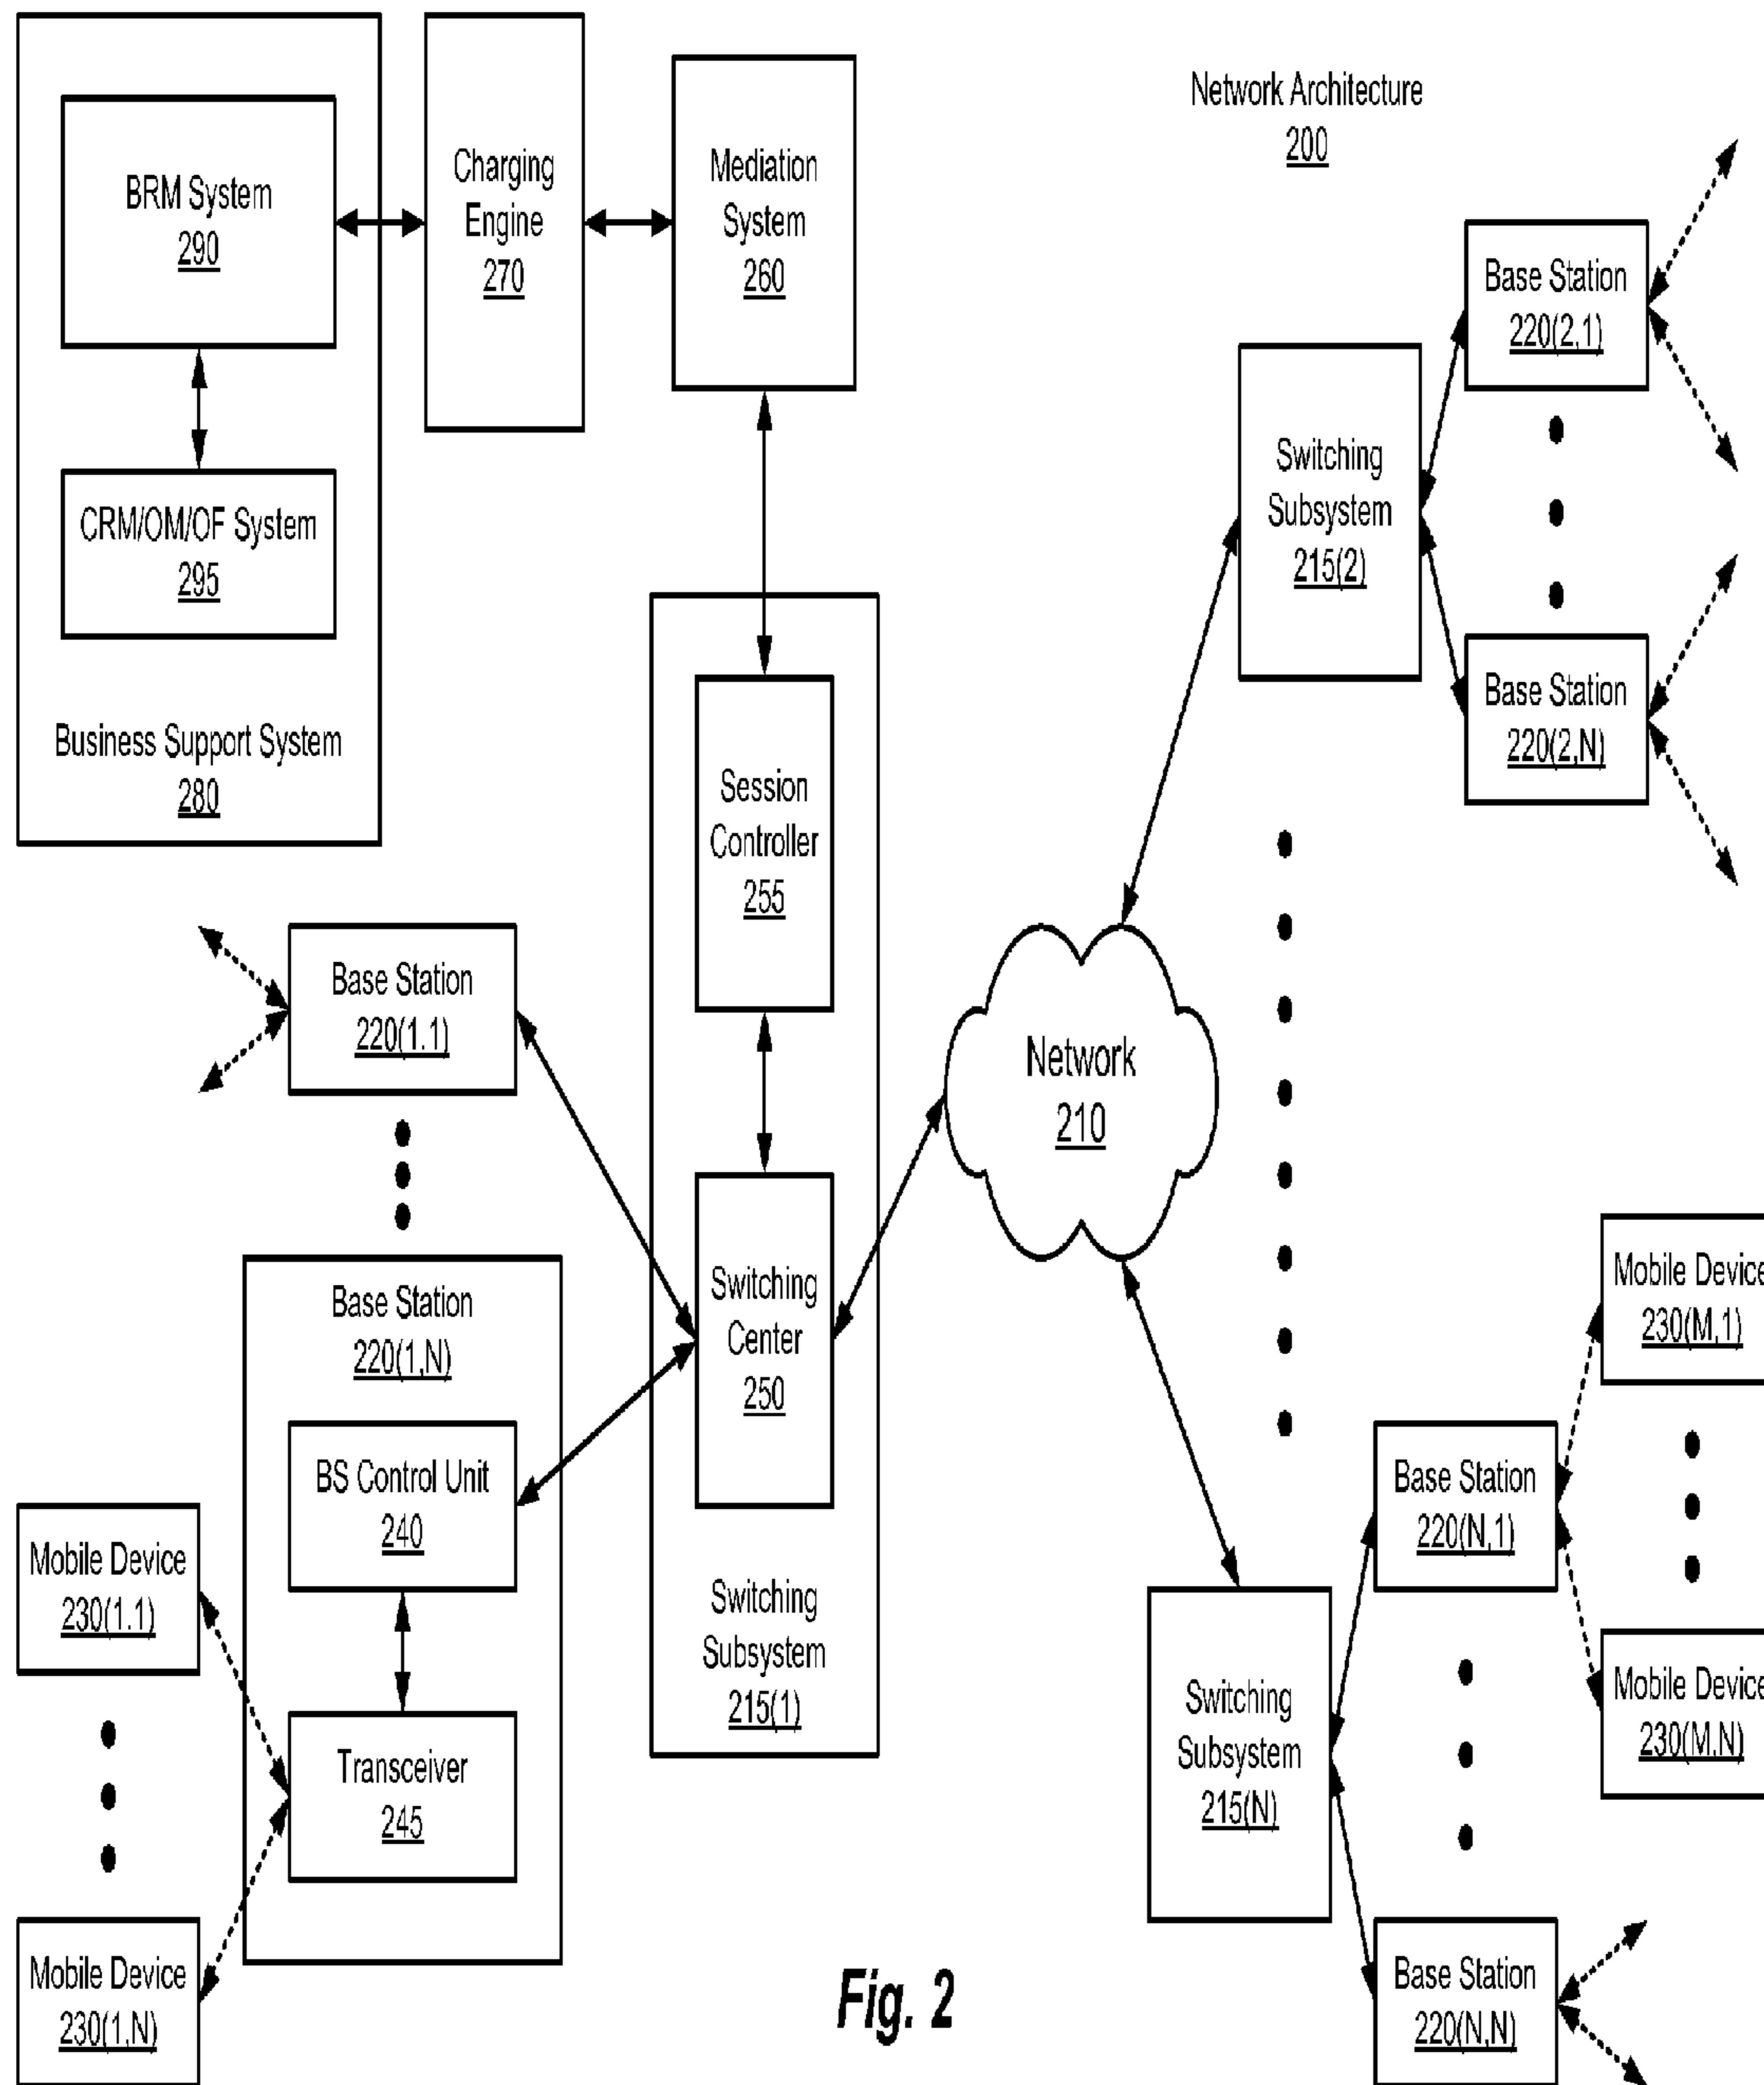 Network Architecture
200
BRM System
290
Charging
Engine
270
Mediation
System
260
CRM/OM/OF System
295
Business Support System
280
Base Station
220(2,1)
Switching
Subsystem
215(2)
Base Station
220(2,N)
Session
Controller
255
Base Station
220(1.1)
Network
210
Switching
Center
250
Switching
Subsystem
215(1)
Base Station
220(1,N)
BS Control Unit
240
Transceiver
245
Mobile Device
230(1.1)
Mobile Device
230(1,N)
Mobile Device
230(M,1)
Base Station
220(N,1)
Mobile Device
230(M,N)
Switching
Subsystem
215(N)
Base Station
220(N,N)
Fig. 2